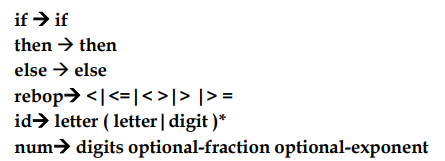 if → if
then → then
else → else
rebop→ <|<=|< >|> |> =
id→ letter ( letter|digit )*
num→ digits optional-fraction optional-exponent